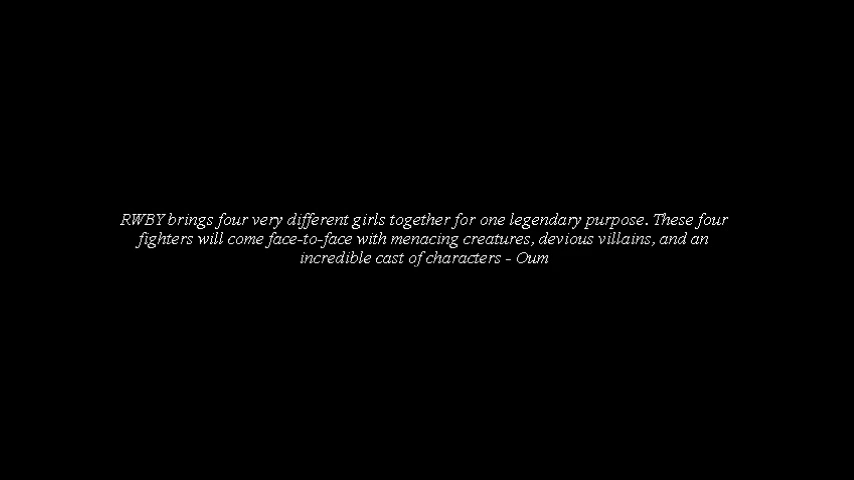 RWBY brings four very different girls together for one legendary purpose. These four
fighters will come face-to-face with menacing creatures, devious villains, and an
incredible cast of characters - Oum